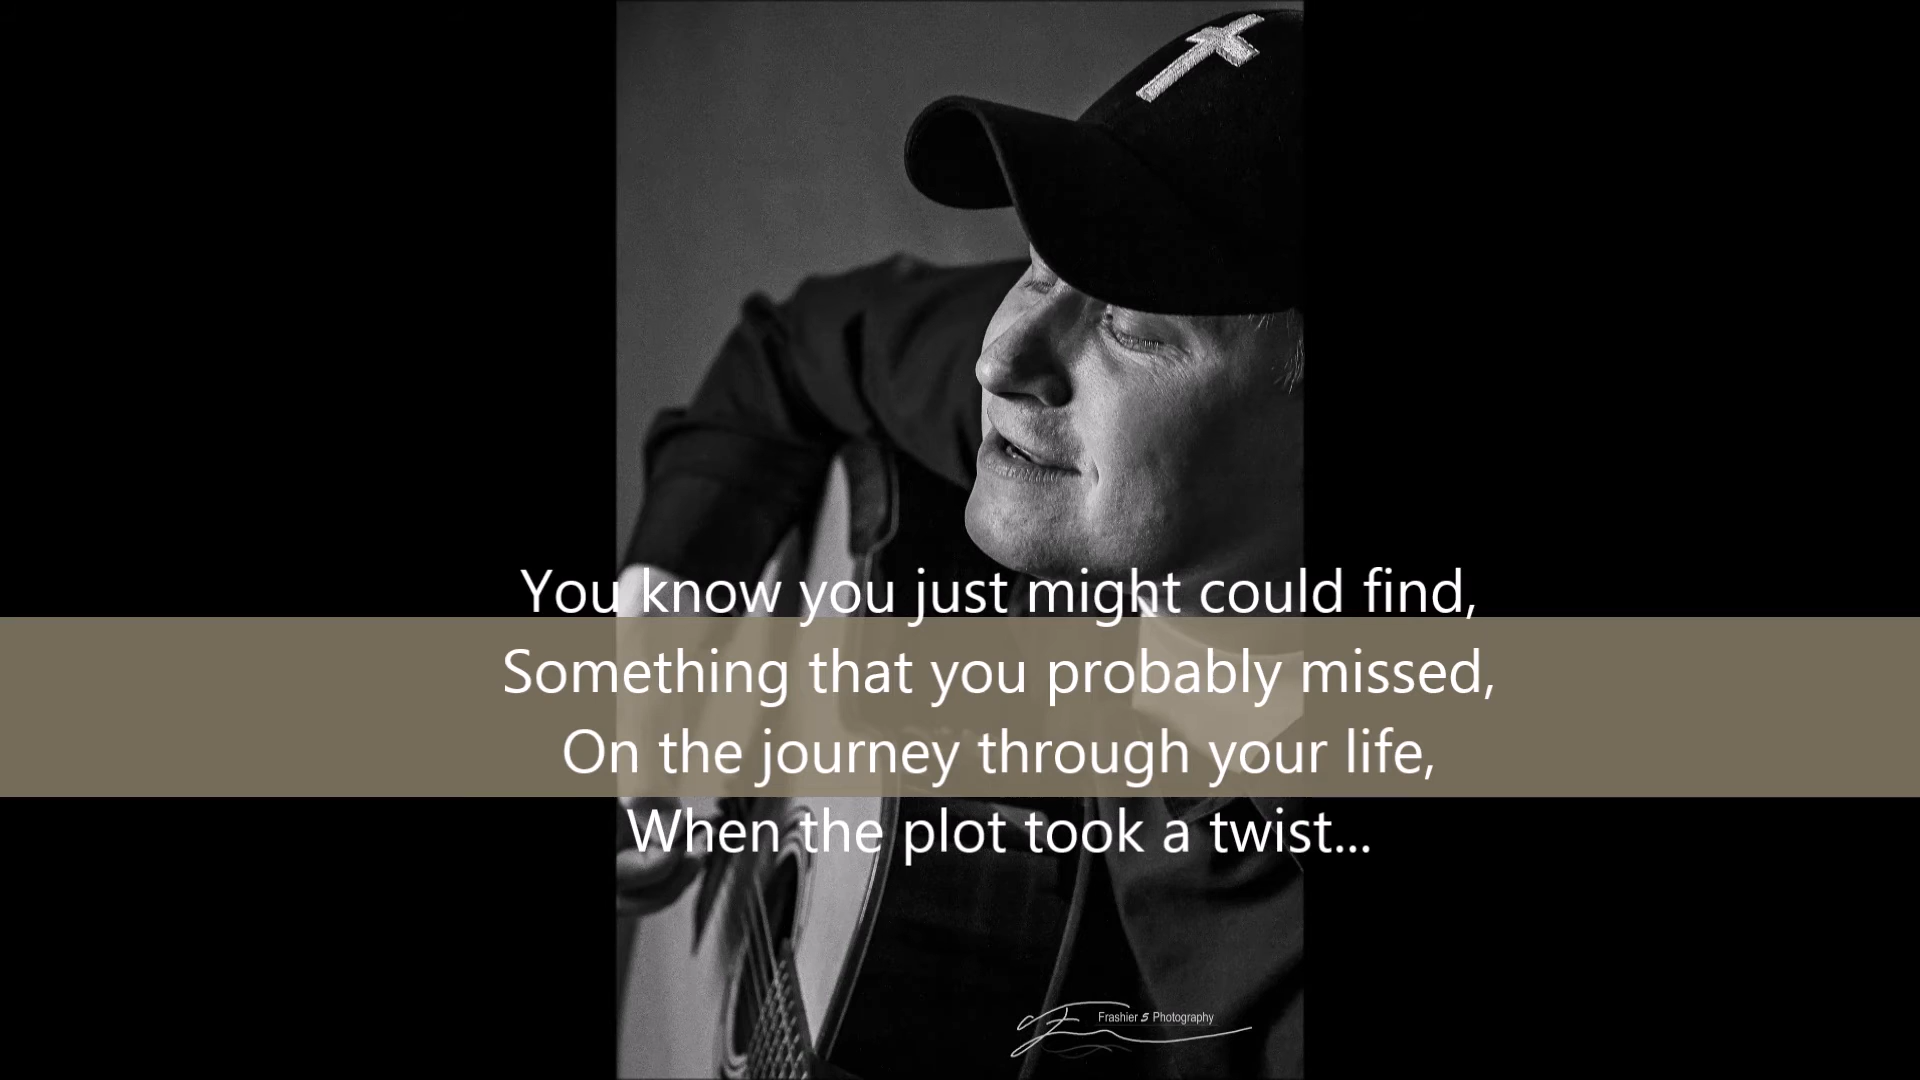 You know you just might could find,
Something that you probably missed,
On the journey through your life,
When the plot took a twist...
Frashier 5 Photography